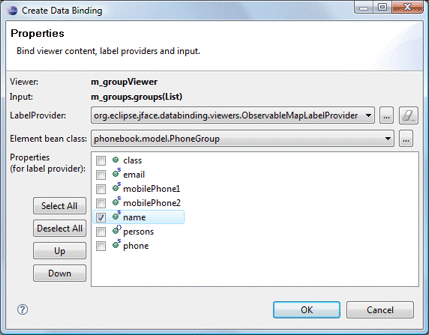 Create Data Binding
Properties
Bind viewer content, label providers and input.
Viewer: m_groupViewer
Input: m_groups.groups(List)
LabelProvider: org.eclipse.jface.databinding.viewers.ObservableMapLabelProvider ...
Element bean class: phonebook.model.PhoneGroup ...
Properties
(for label provider):
class
email
mobilePhone1
mobilePhone2
name
persons
phone
Select All
Deselect All
Up
Down
?
OK Cancel